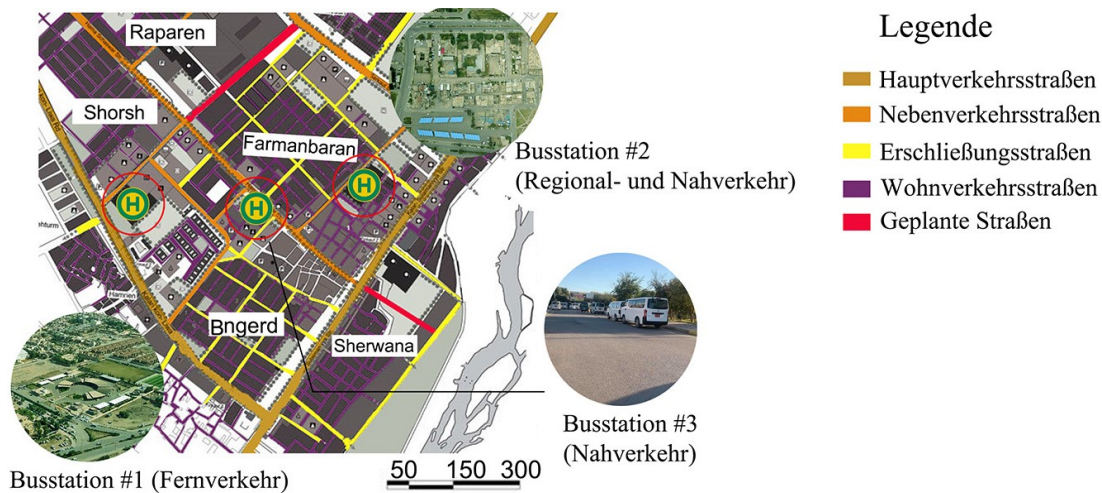 Legende
Hauptverkehrsstraßen
Nebenverkehrsstraßen
Erschließungsstraßen
Wohnverkehrsstraßen
Geplante Straßen
Raparen
Shorsh
Farmanbaran
H
H
H
Busstation #2
(Regional- und Nahverkehr)
Hamrien
Bngerd
Sherwana
Busstation #3
(Nahverkehr)
Busstation #1 (Fernverkehr)
50 150 300